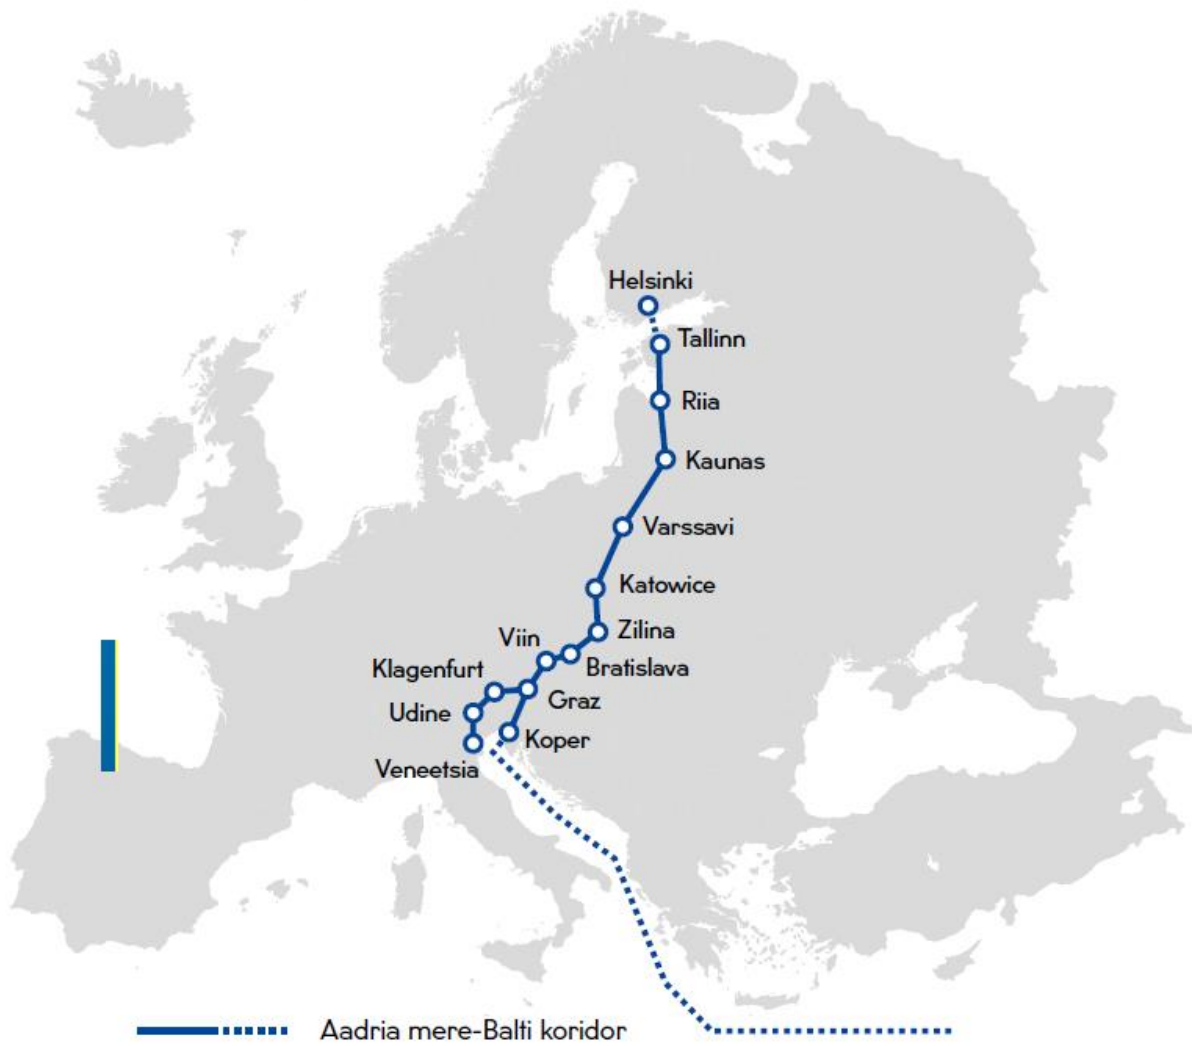 Helsinki
Tallinn
Riia
Kaunas
Varssavi
Katowice
Zilina
Viin
Bratislava
Klagenfurt
Graz
Udine
Koper
Veneetsia
Aadria mere-Balti koridor